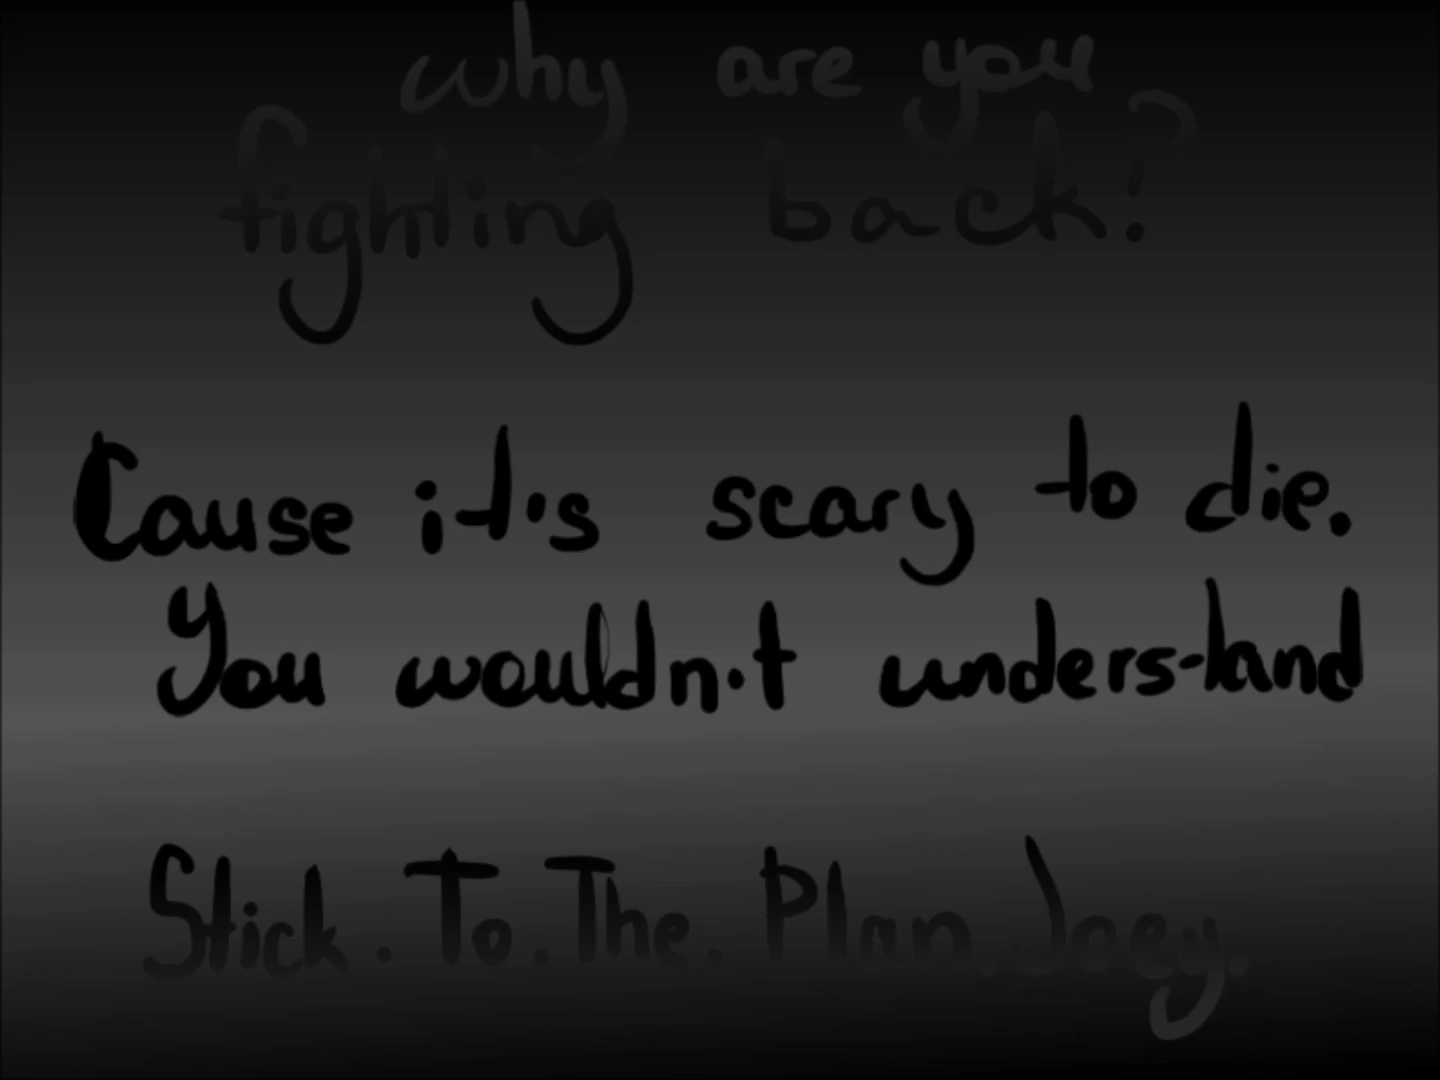 why are you
fighting back?
Cause it's scary to die.
You wouldn't understand
Stick. To. The. Plan. Joey.